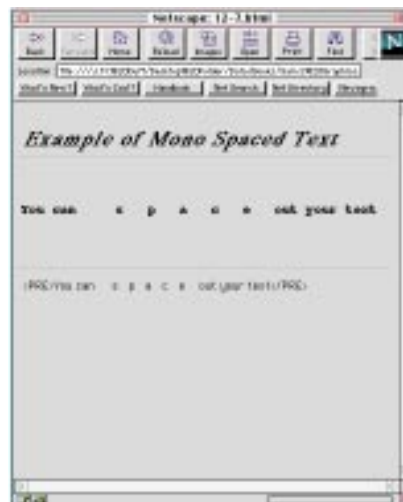 Netscape: 12-7.html
Back Home Reload Images Open Print Find
What's New? What's Cool? Handbook Net Search Net Directory
Example of Mono Spaced Text
You can s p a c e out your text
<PRE>You can s p a c e out your text</PRE>